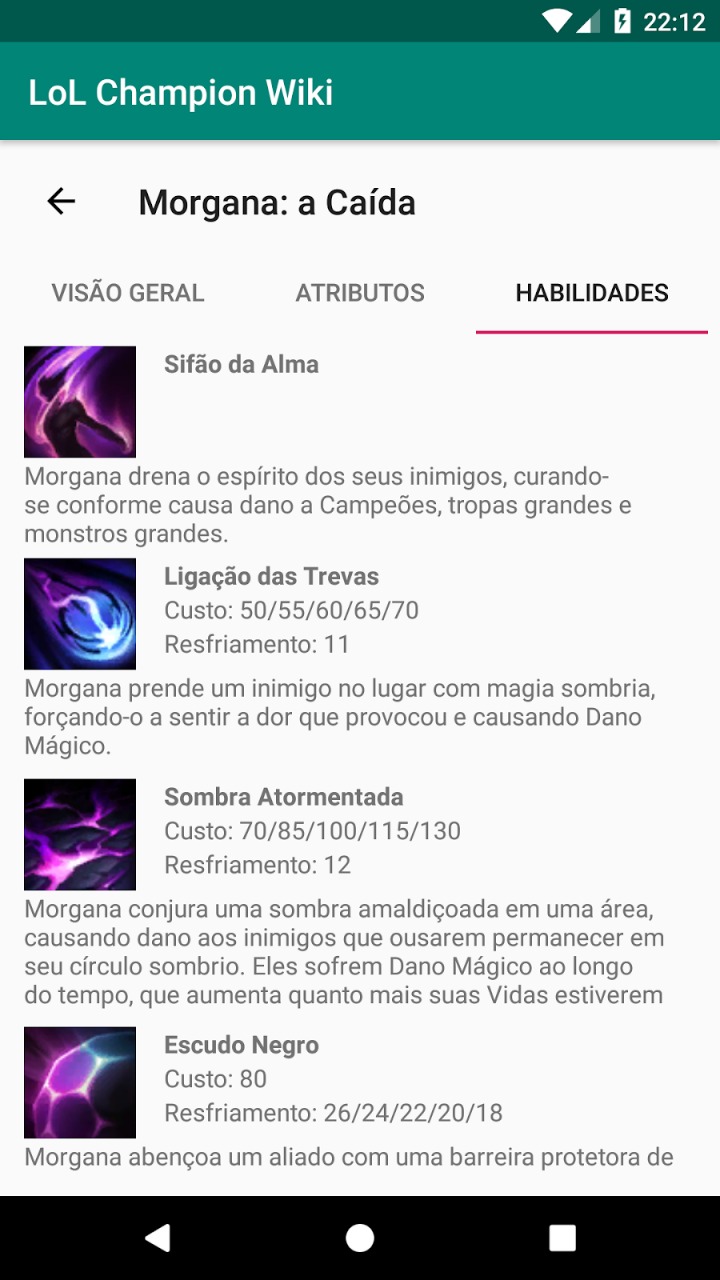 22:12
LoL Champion Wiki
Morgana: a Caída
VISÃO GERAL ATRIBUTOS HABILIDADES
Sifão da Alma
Morgana drena o espírito dos seus inimigos, curando-
se conforme causa dano a Campeões, tropas grandes e
monstros grandes.
Ligação das Trevas
Custo: 50/55/60/65/70
Resfriamento: 11
Morgana prende um inimigo no lugar com magia sombria,
forçando-o a sentir a dor que provocou e causando Dano
Mágico.
Sombra Atormentada
Custo: 70/85/100/115/130
Resfriamento: 12
Morgana conjura uma sombra amaldiçoada em uma área,
causando dano aos inimigos que ousarem permanecer em
seu círculo sombrio. Eles sofrem Dano Mágico ao longo
do tempo, que aumenta quanto mais suas Vidas estiverem
Escudo Negro
Custo: 80
Resfriamento: 26/24/22/20/18
Morgana abençoa um aliado com uma barreira protetora de